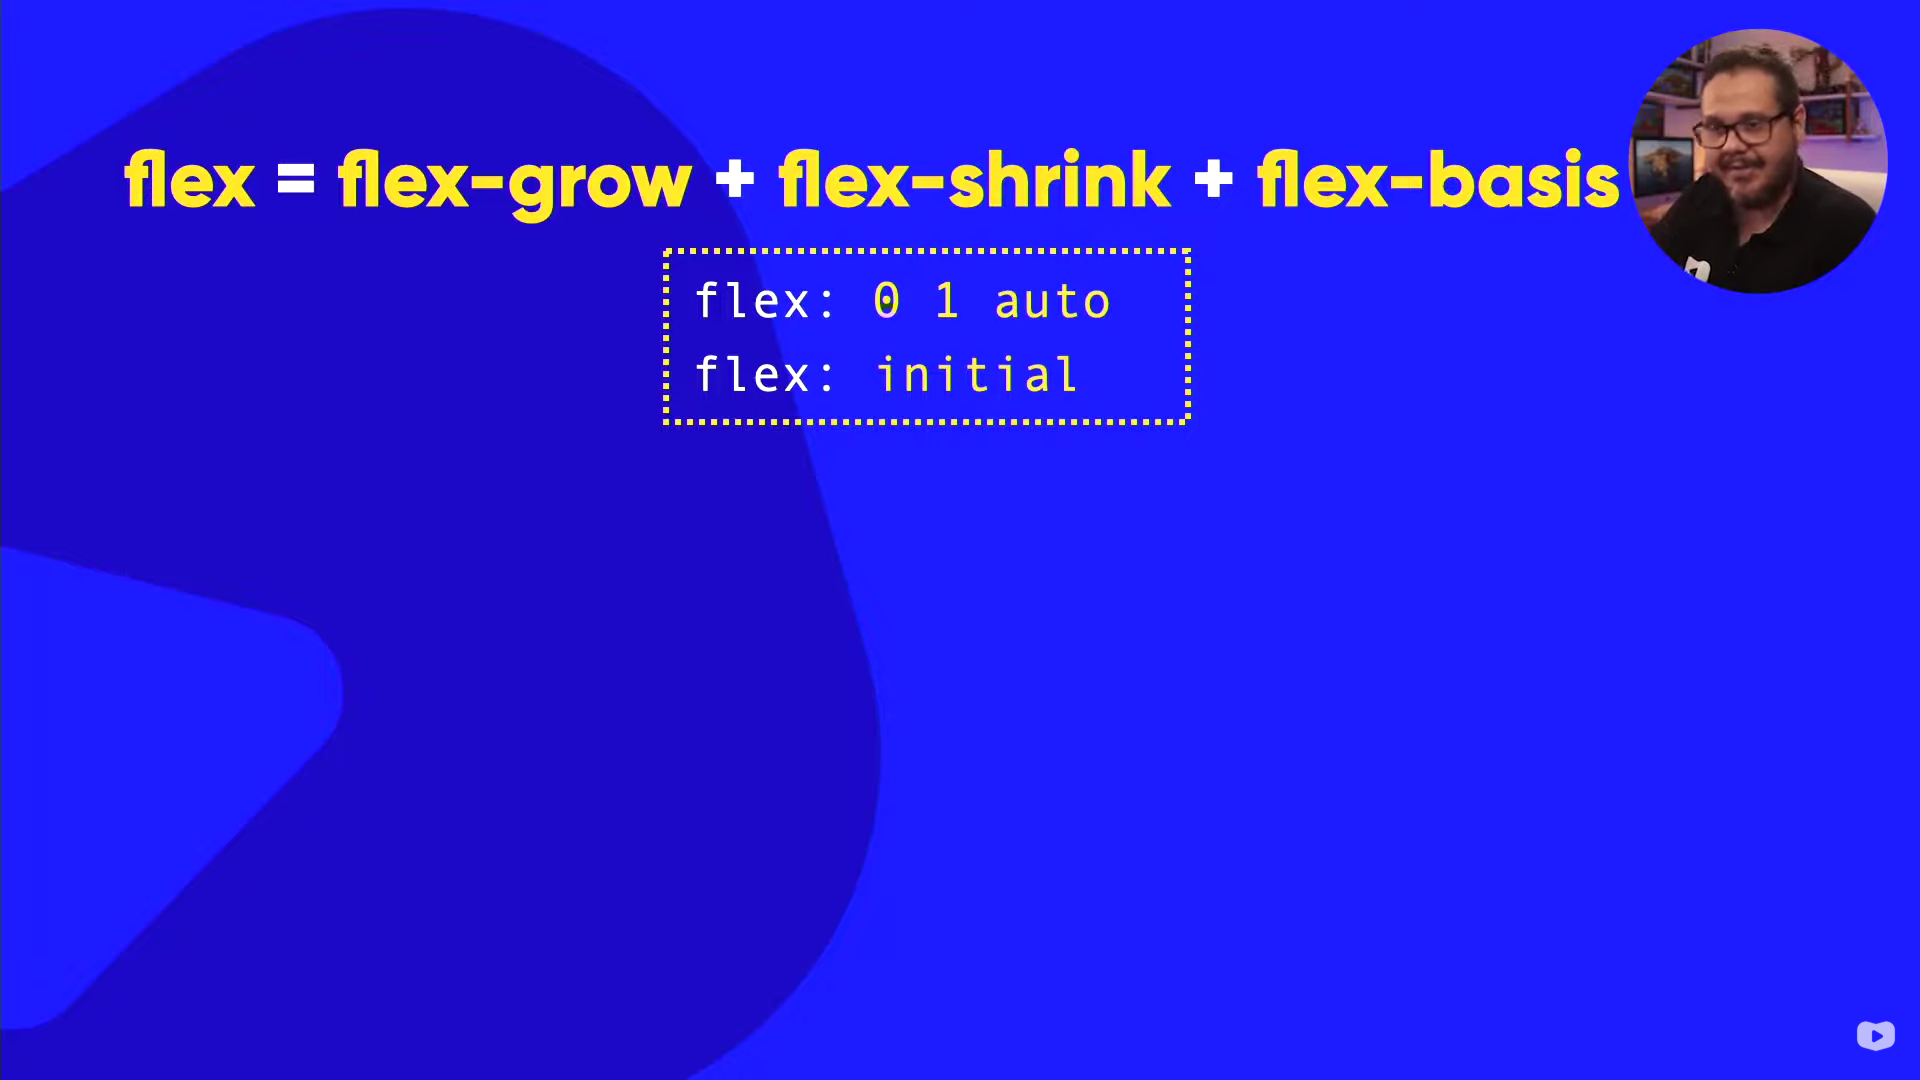 flex = flex-grow + flex-shrink + flex-basis
flex: 0 1 auto
flex: initial